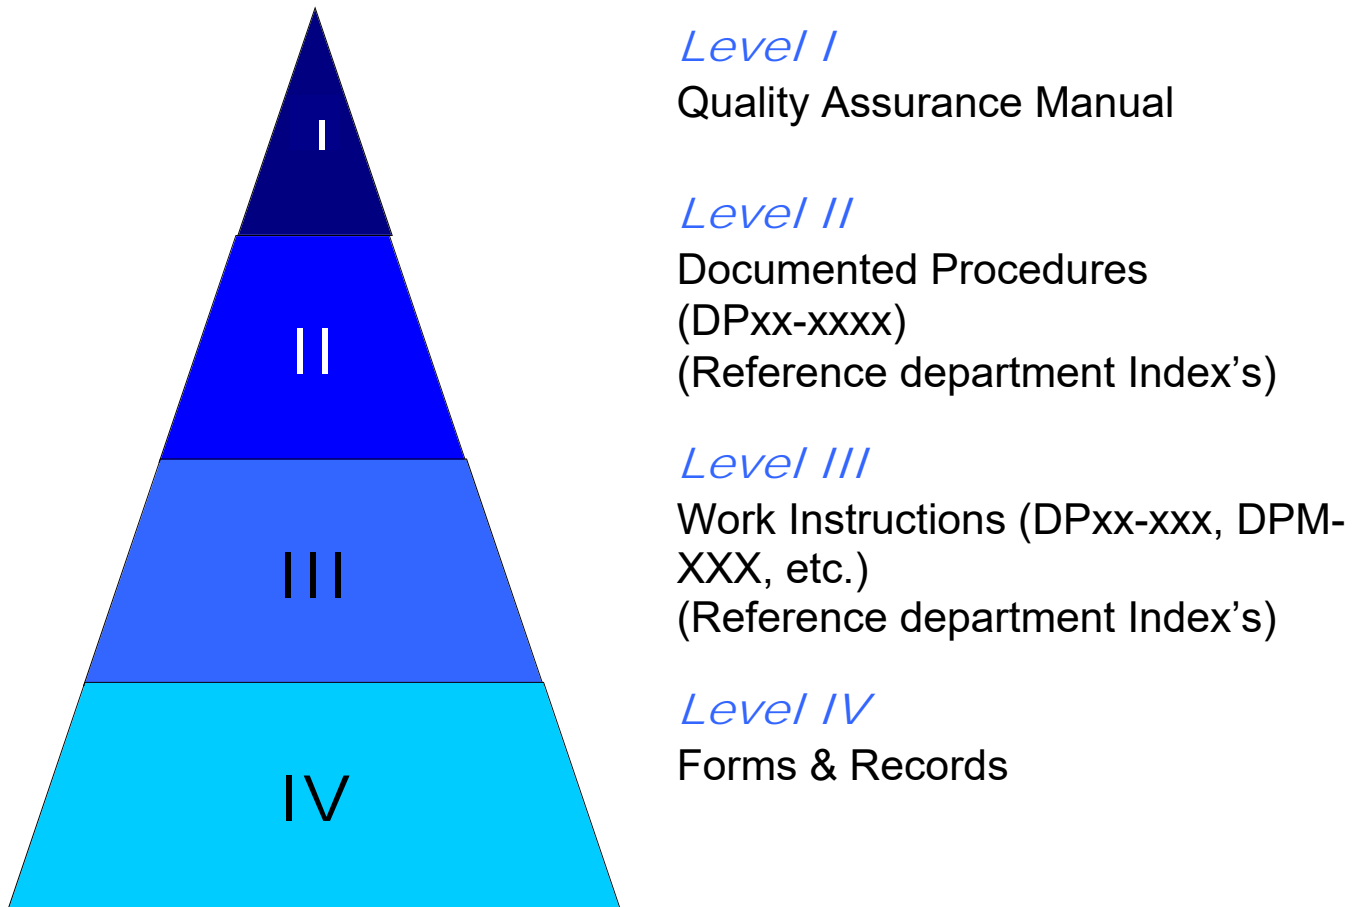 I
II
III
IV
Level I
Quality Assurance Manual
Level II
Documented Procedures
(DPxx-xxxx)
(Reference department Index’s)
Level III
Work Instructions (DPxx-xxx, DPM-
XXX, etc.)
(Reference department Index’s)
Level IV
Forms & Records